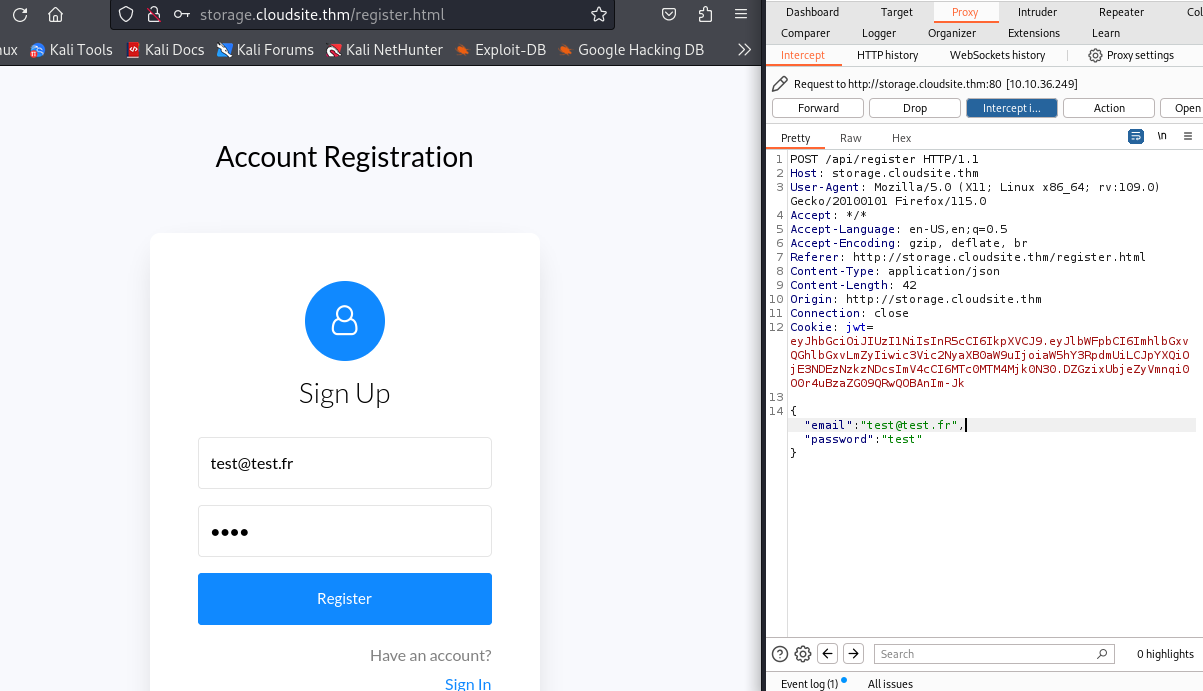 storage.cloudsite.thm/register.html
nux
Kali Tools
Kali Docs
Kali Forums
Kali NetHunter
Exploit-DB
Google Hacking DB
Account Registration
Sign Up
test@test.fr
••••
Register
Have an account?
Sign In
Dashboard
Target
Proxy
Intruder
Repeater
Col
Comparer
Logger
Organizer
Extensions
Learn
Intercept
HTTP history
WebSockets history
Proxy settings
Request to http://storage.cloudsite.thm:80 [10.10.36.249]
Forward
Drop
Intercept i...
Action
Open
Pretty
Raw
Hex
\n
1 POST /api/register HTTP/1.1
2 Host: storage.cloudsite.thm
3 User-Agent: Mozilla/5.0 (X11; Linux x86_64; rv:109.0)
Gecko/20100101 Firefox/115.0
4 Accept: */*
5 Accept-Language: en-US,en;q=0.5
6 Accept-Encoding: gzip, deflate, br
7 Referer: http://storage.cloudsite.thm/register.html
8 Content-Type: application/json
9 Content-Length: 42
10 Origin: http://storage.cloudsite.thm
11 Connection: close
12 Cookie: jwt=
13
14 {
"email":"test@test.fr",
"password":"test"
}
Search
0 highlights
Event log (1)
All issues